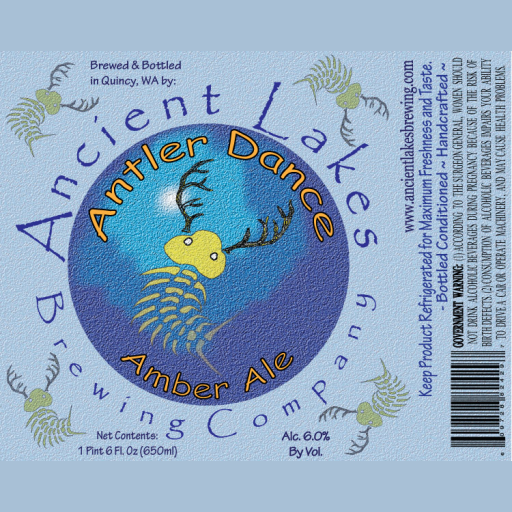 Brewed & Bottled
in Quincy, WA by:
Ancient Lakes
Brewing Company
Antler Dance
Amber Ale
Net Contents:
1 Pint 6 Fl. Oz (650ml)
Alc. 6.0%
By Vol.
www.ancientlakesbrewing.com
Keep Product Refrigerated for Maximum Freshness and Taste.
~ Bottled Conditioned ~ Handcrafted ~
GOVERNMENT WARNING: (1) ACCORDING TO THE SURGEON GENERAL, WOMEN SHOULD
NOT DRINK ALCOHOLIC BEVERAGES DURING PREGNANCY BECAUSE OF THE RISK OF
BIRTH DEFECTS. (2) CONSUMPTION OF ALCOHOLIC BEVERAGES IMPAIRS YOUR ABILITY
TO DRIVE A CAR OR OPERATE MACHINERY, AND MAY CAUSE HEALTH PROBLEMS.